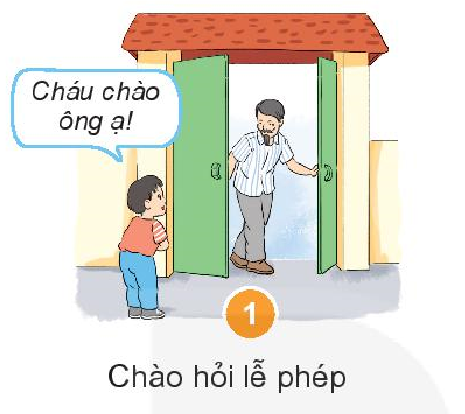 Cháu chào
ông ạ!
1
Chào hỏi lễ phép